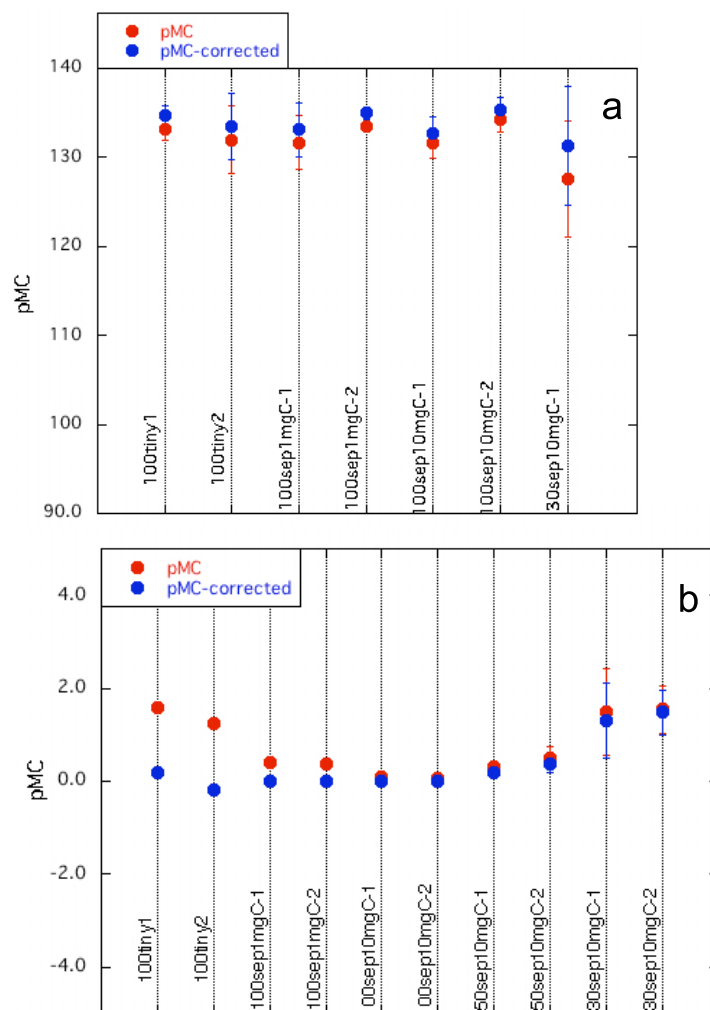 pMC
pMC-corrected
a
140
130
120
110
100
90.0
pMC
100tiny1
100tiny2
100sep1mgC-1
100sep1mgC-2
100sep10mgC-1
100sep10mgC-2
30sep10mgC-1
pMC
pMC-corrected
b
4.0
2.0
0.0
-2.0
-4.0
pMC
100tiny1
100tiny2
100sep1mgC-1
100sep1mgC-2
00sep10mgC-1
00sep10mgC-2
50sep10mgC-1
50sep10mgC-2
30sep10mgC-1
30sep10mgC-2